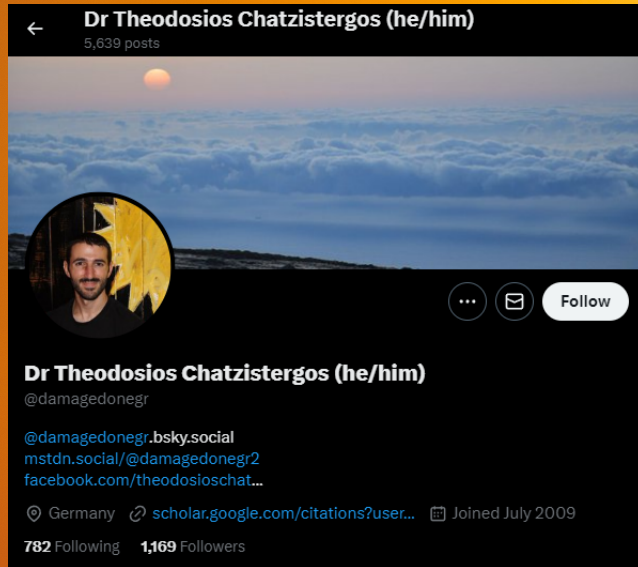 Dr Theodosios Chatzistergos (he/him)
5,639 posts
Follow
Dr Theodosios Chatzistergos (he/him)
@damagedonegr
@damagedonegr.bsky.social
mstdn.social/@damagedonegr2
facebook.com/theodosioschat...
Germany scholar.google.com/citations?user... Joined July 2009
782 Following 1,169 Followers